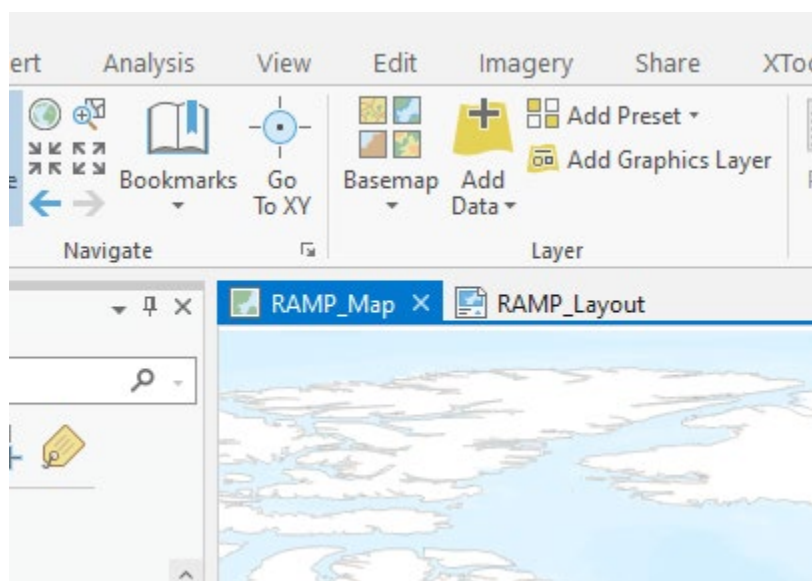 ert Analysis View Edit Imagery Share XToo
Bookmarks
Go
To XY
Basemap
Add
Data
Add Preset
Add Graphics Layer
Navigate
Layer
RAMP_Map RAMP_Layout